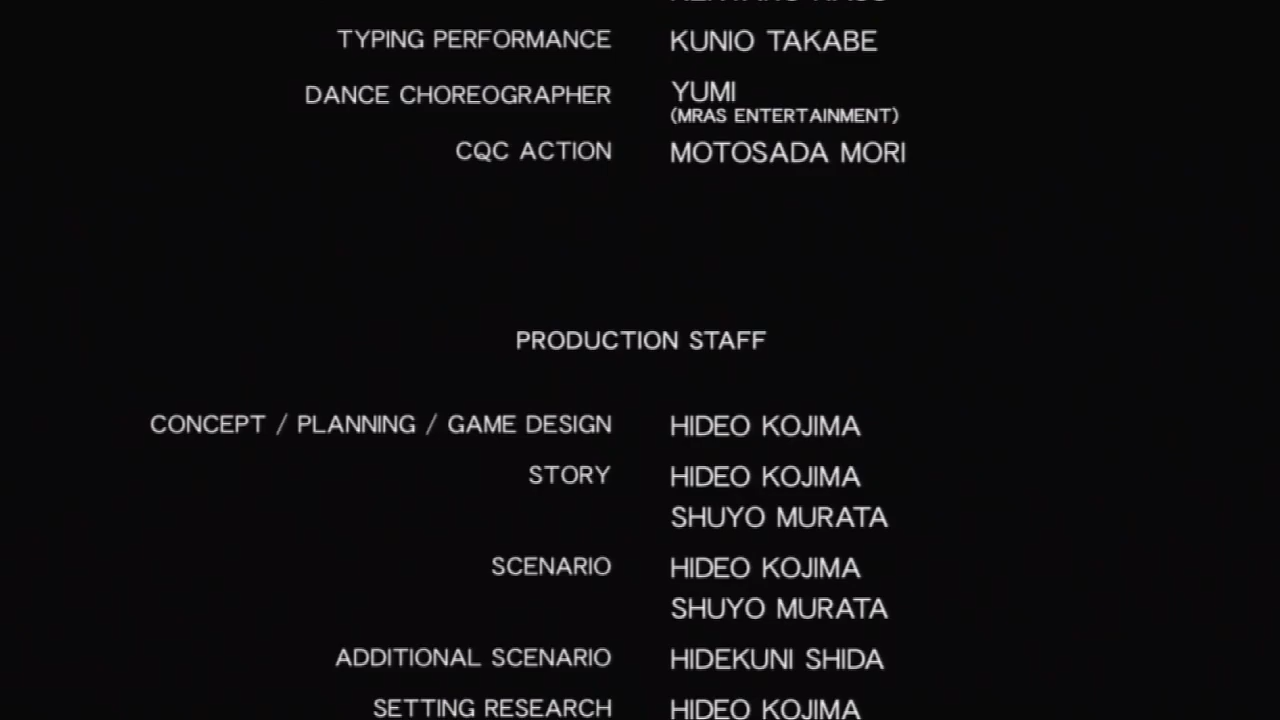 TYPING PERFORMANCE KUNIO TAKABE
DANCE CHOREOGRAPHER YUMI
(MRAS ENTERTAINMENT)
CQC ACTION MOTOSADA MORI
PRODUCTION STAFF
CONCEPT / PLANNING / GAME DESIGN HIDEO KOJIMA
STORY HIDEO KOJIMA
SHUYO MURATA
SCENARIO HIDEO KOJIMA
SHUYO MURATA
ADDITIONAL SCENARIO HIDEKUNI SHIDA
SETTING RESEARCH HIDEO KOJIMA